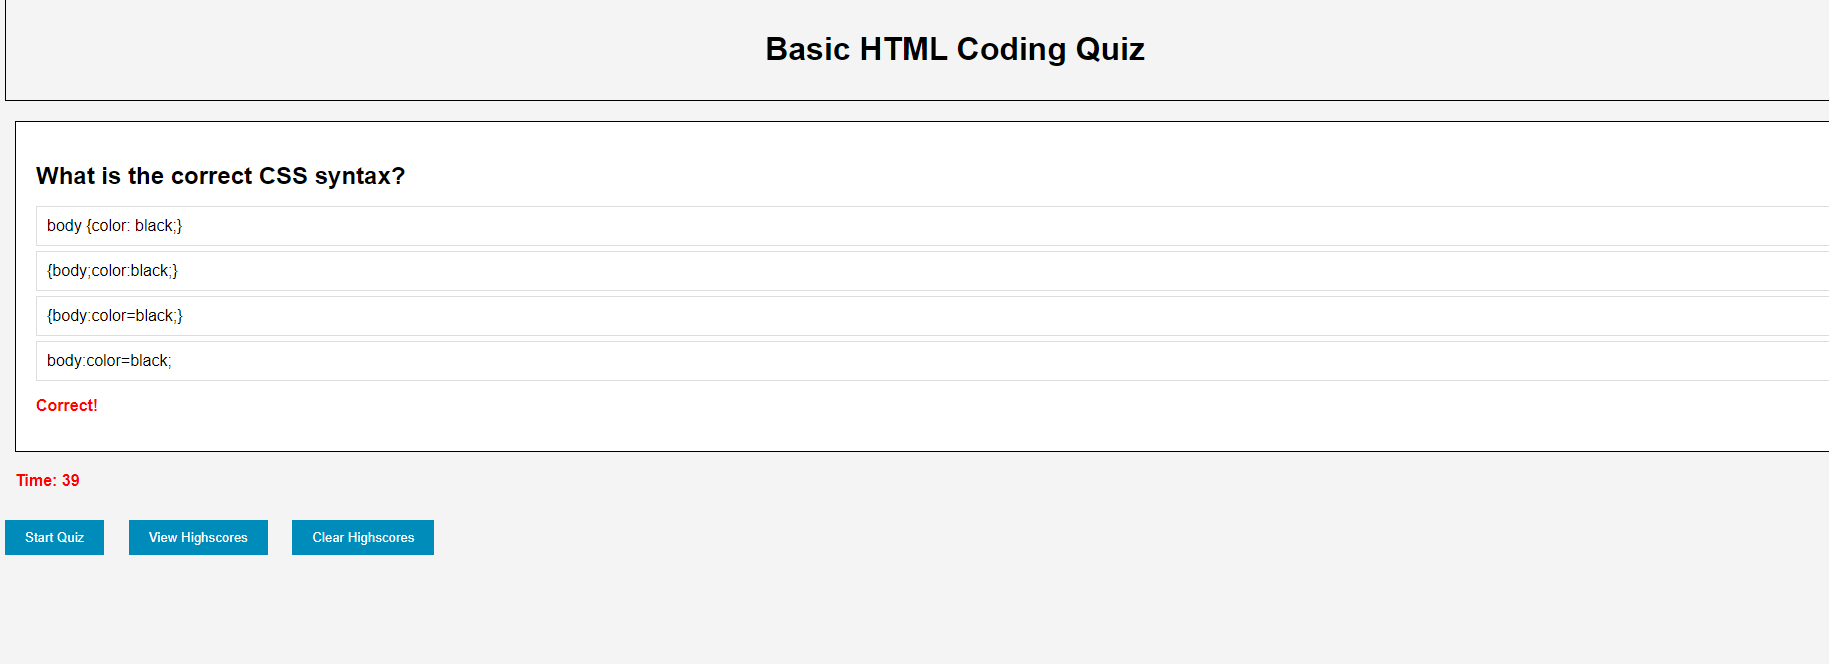 Basic HTML Coding Quiz
What is the correct CSS syntax?
body {color: black;}
{body;color:black;}
{body:color=black;}
body:color=black;
Correct!
Time: 39
Start Quiz View Highscores Clear Highscores